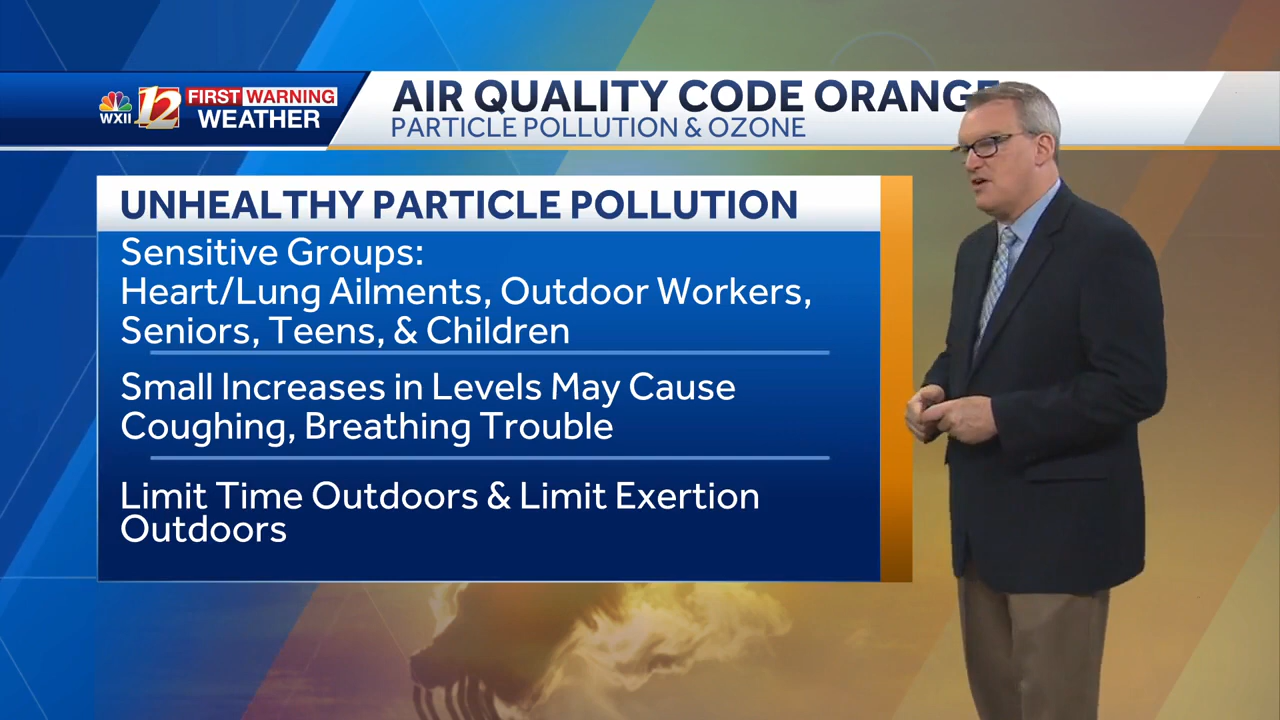 WXII 12 FIRST WARNING
WEATHER
AIR QUALITY CODE ORANGE
PARTICLE POLLUTION & OZONE
UNHEALTHY PARTICLE POLLUTION
Sensitive Groups:
Heart/Lung Ailments, Outdoor Workers,
Seniors, Teens, & Children
Small Increases in Levels May Cause
Coughing, Breathing Trouble
Limit Time Outdoors & Limit Exertion
Outdoors